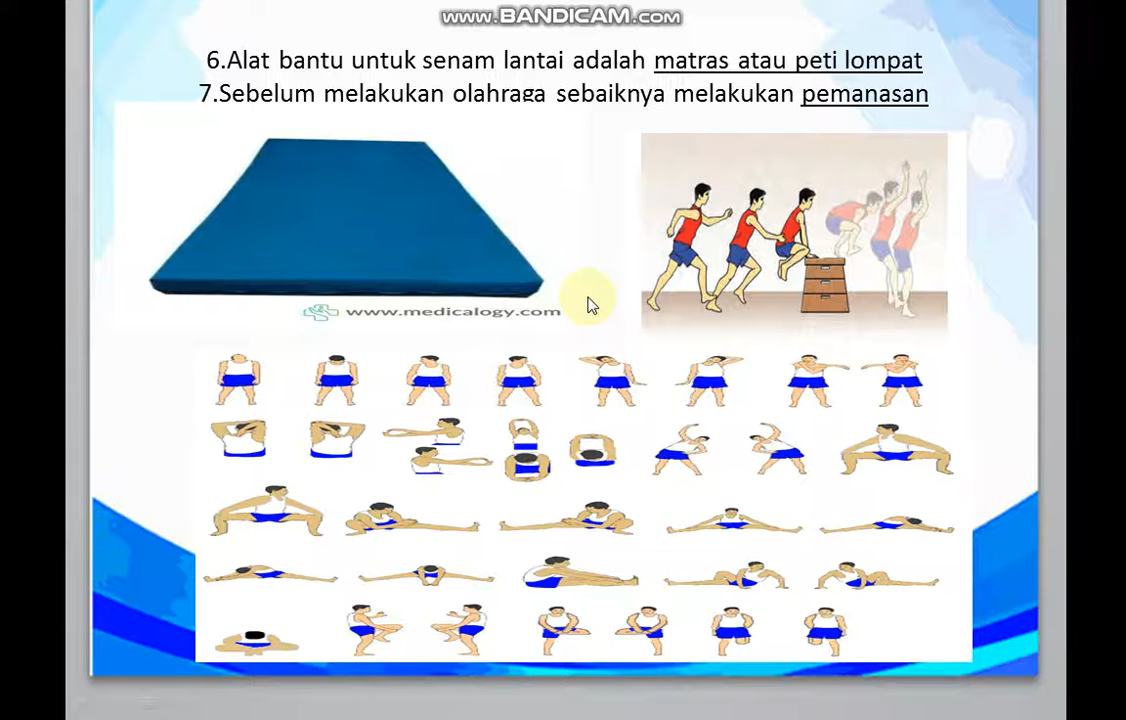 www.BANDICAM.com
6.Alat bantu untuk senam lantai adalah matras atau peti lompat
7.Sebelum melakukan olahraga sebaiknya melakukan pemanasan
www.medicalogy.com